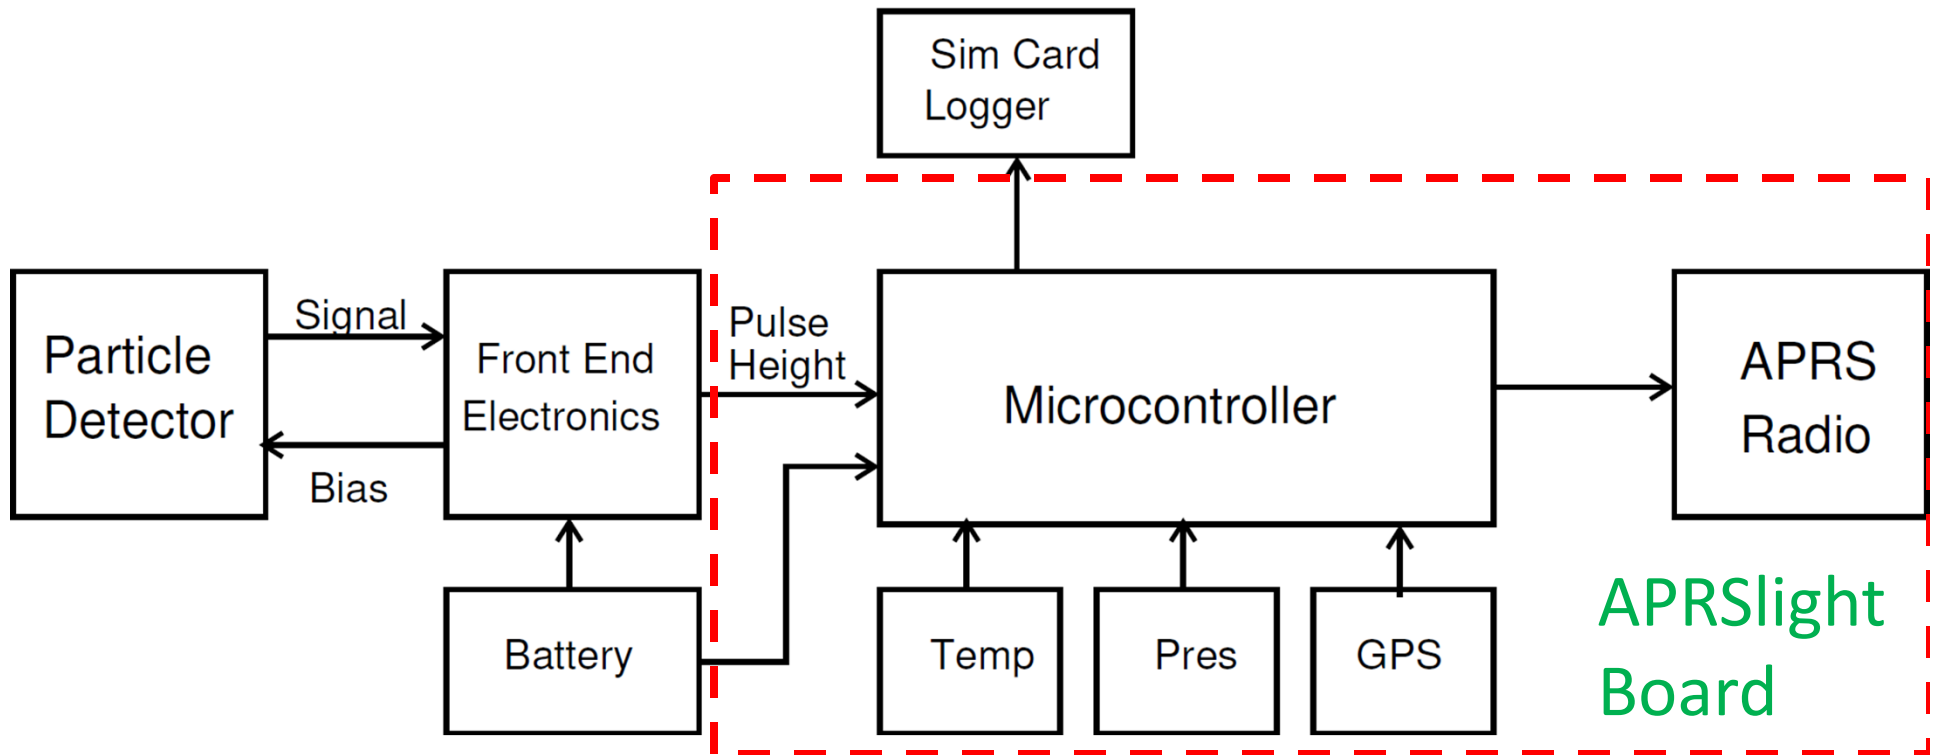 Sim Card
Logger
Particle
Detector
Signal
Bias
Front End
Electronics
Pulse
Height
Microcontroller
APRS
Radio
Battery
Temp
Pres
GPS
APRSlight
Board